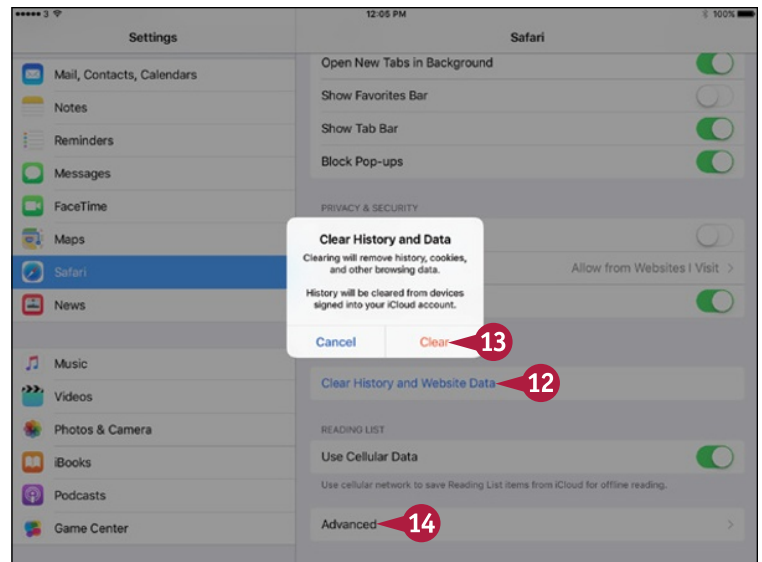 3 12:05 PM 100%
Settings
Safari
Mail, Contacts, Calendars
Notes
Reminders
Messages
FaceTime
Maps
Safari
News
Music
Videos
Photos & Camera
iBooks
Podcasts
Game Center
Open New Tabs in Background
Show Favorites Bar
Show Tab Bar
Block Pop-ups
PRIVACY & SECURITY
Allow from Websites I Visit >
Clear History and Data
Clearing will remove history, cookies,
and other browsing data.
History will be cleared from devices
signed into your iCloud account.
Cancel Clear 13
Clear History and Website Data 12
READING LIST
Use Cellular Data
Use cellular network to save Reading List items from iCloud for offline reading.
Advanced 14 >